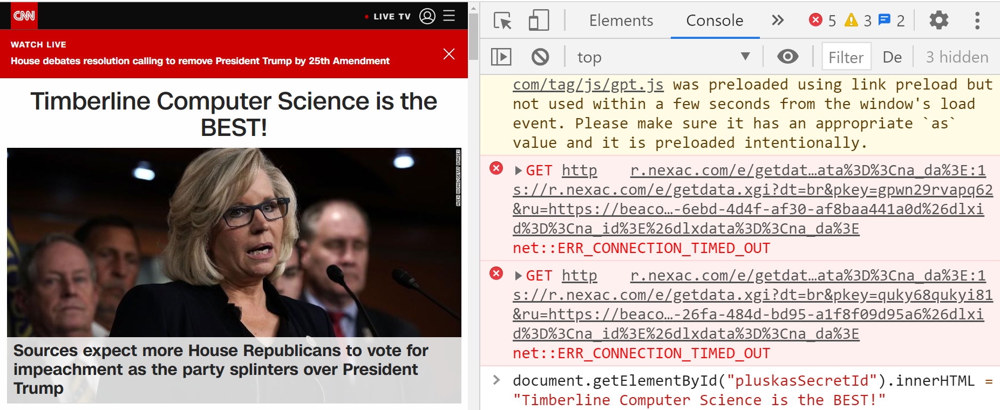 CNN
LIVE TV
WATCH LIVE
House debates resolution calling to remove President Trump by 25th Amendment
Timberline Computer Science is the
BEST!
ALEX WONG/GETTY IMAGES
Sources expect more House Republicans to vote for
impeachment as the party splinters over President
Trump
Elements Console » 5 3 2
top Filter De 3 hidden
com/tag/js/gpt.js was preloaded using link preload but
not used within a few seconds from the window's load
event. Please make sure it has an appropriate `as`
value and it is preloaded intentionally.
GET http r.nexac.com/e/getdat…ata%3D%3Cna_da%3E:1
s://r.nexac.com/e/getdata.xgi?dt=br&pkey=gpwn29rvapq62
&ru=https://beaco…-6ebd-4d4f-af30-af8baa441a0d%26dlxi
d%3D%3Cna_id%3E%26dlxdata%3D%3Cna_da%3E
net::ERR_CONNECTION_TIMED_OUT
GET http r.nexac.com/e/getdat…ata%3D%3Cna_da%3E:1
s://r.nexac.com/e/getdata.xgi?dt=br&pkey=quky68qukyi81
&ru=https://beaco…-26fa-484d-bd95-a1f8f09d95a6%26dlxi
d%3D%3Cna_id%3E%26dlxdata%3D%3Cna_da%3E
net::ERR_CONNECTION_TIMED_OUT
> document.getElementById("pluskasSecretId").innerHTML =
"Timberline Computer Science is the BEST!"